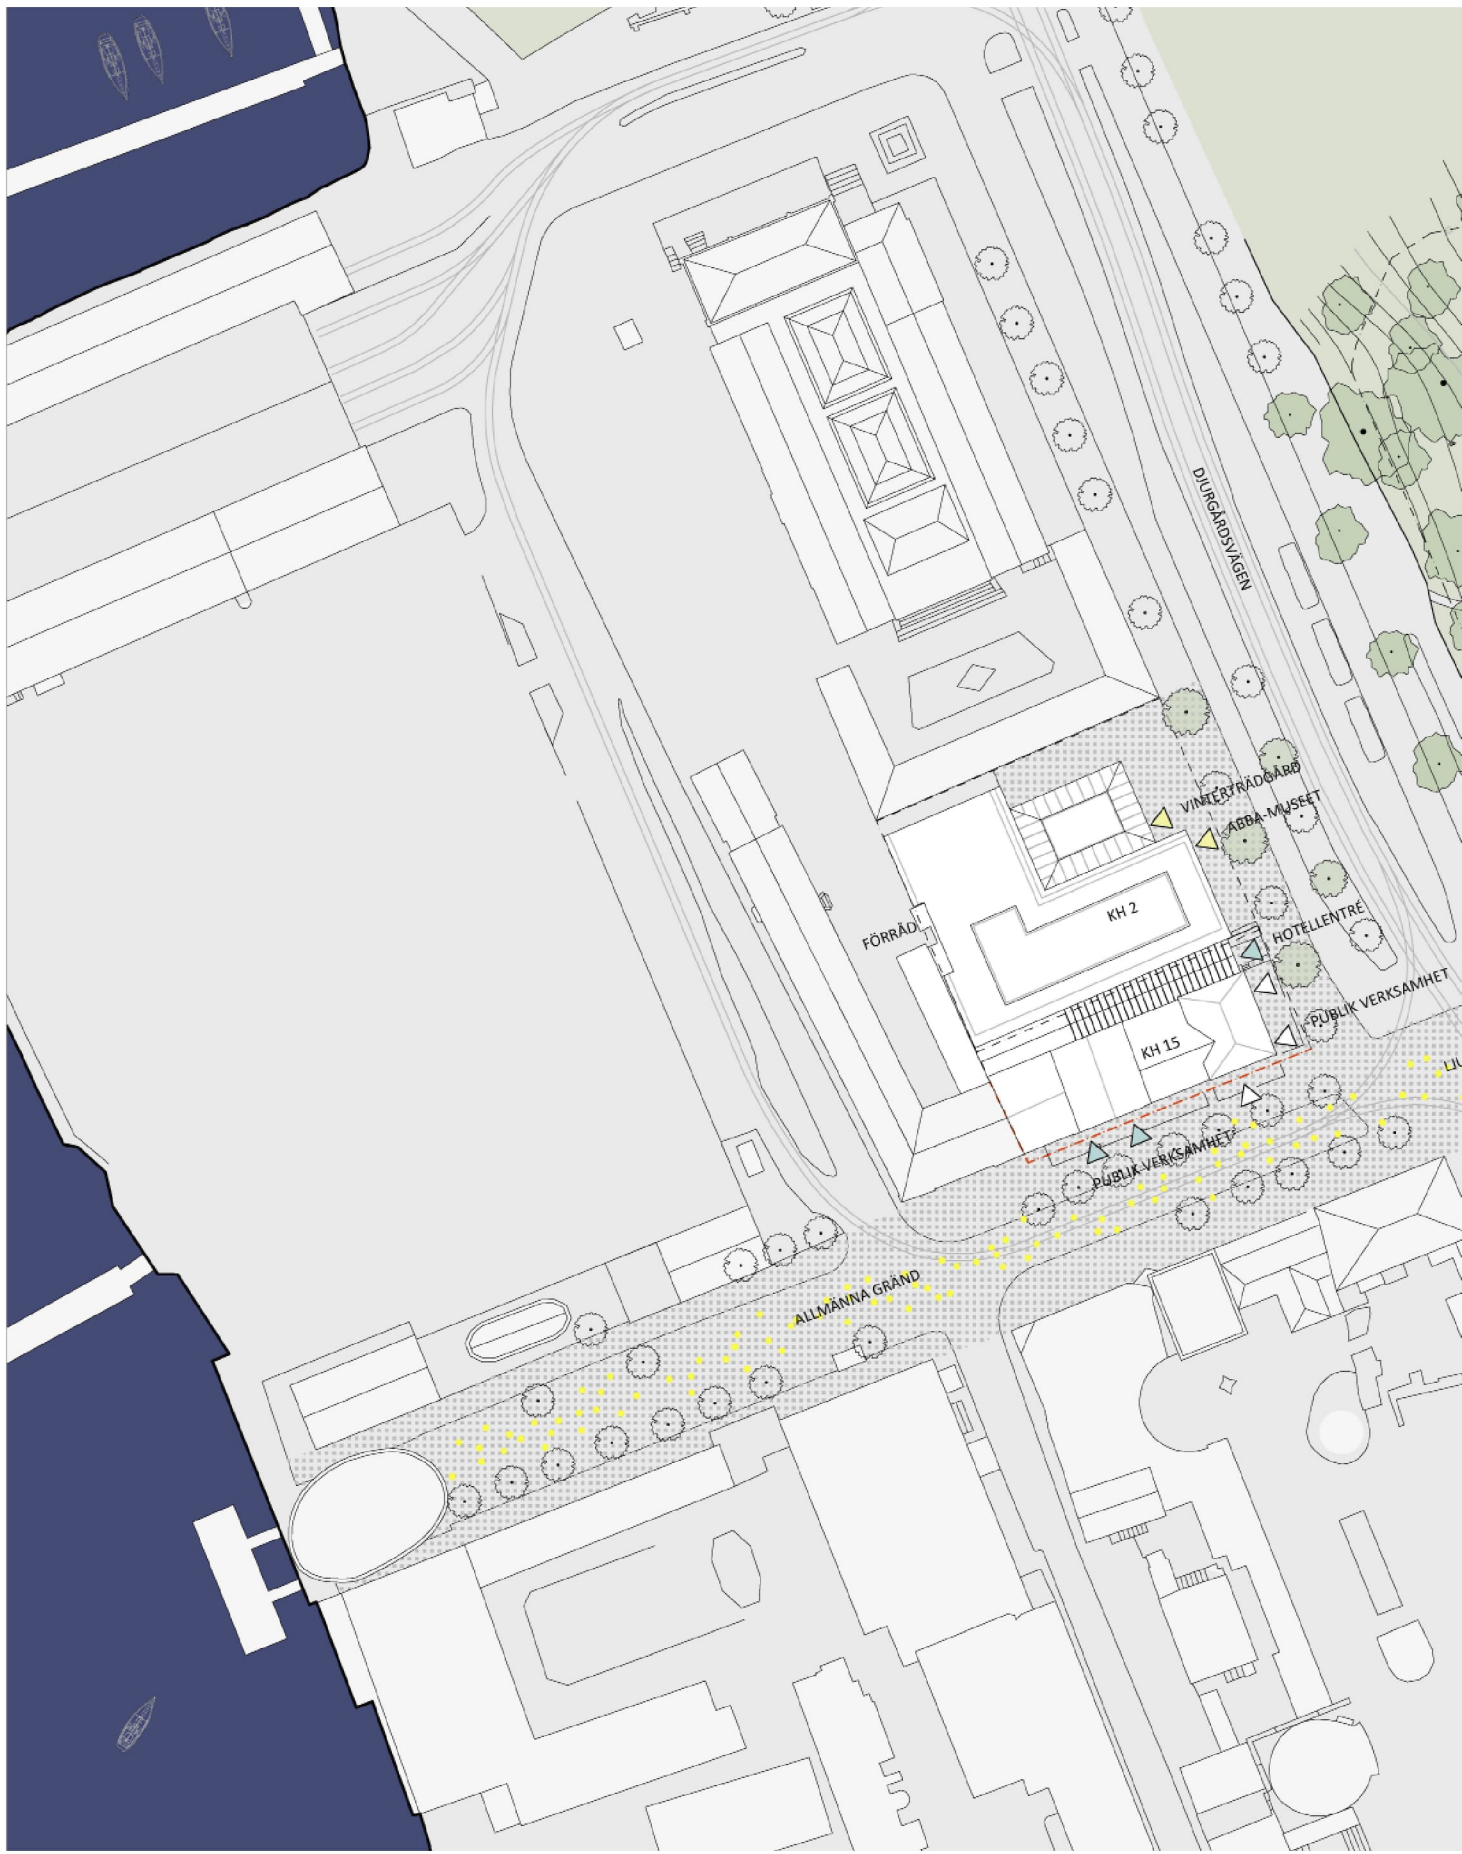 DJURGÅRDSVÄGEN
VINTERTRÄDGÅRD
ABBA-MUSEET
KH 2
FÖRRÅD
HOTELLENTRÉ
PUBLIK VERKSAMHET
KH 15
PUBLIK VERKSAMHET
ALLMÄNNA GRÄND